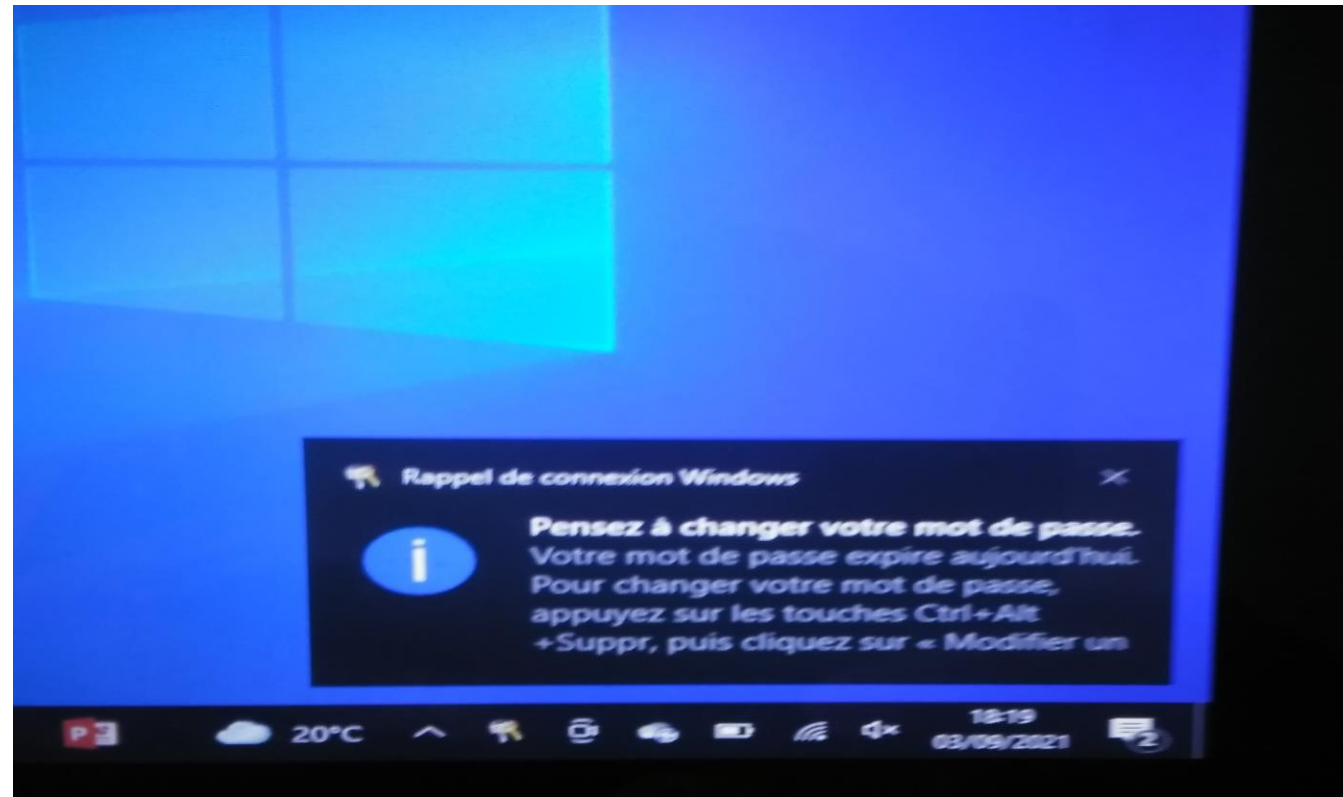 Rappel de connexion Windows
Pensez à changer votre mot de passe.
Votre mot de passe expire aujourd'hui.
Pour changer votre mot de passe,
appuyez sur les touches Ctrl+Alt
+Suppr, puis cliquez sur « Modifier un
P
20°C
18:19
03/09/2021
2